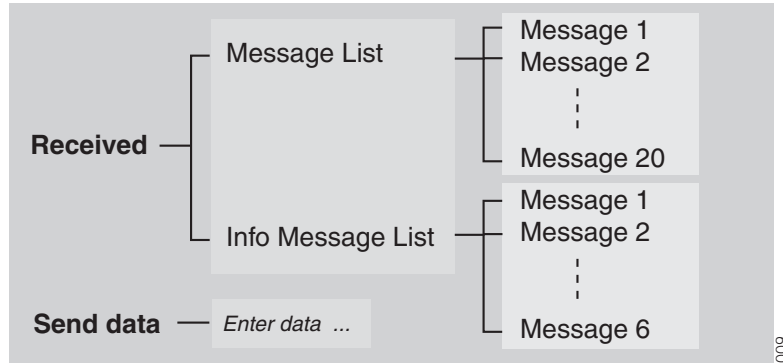 Received
Message List
Message 1
Message 2
Message 20
Info Message List
Message 1
Message 2
Message 6
Send data
Enter data ...